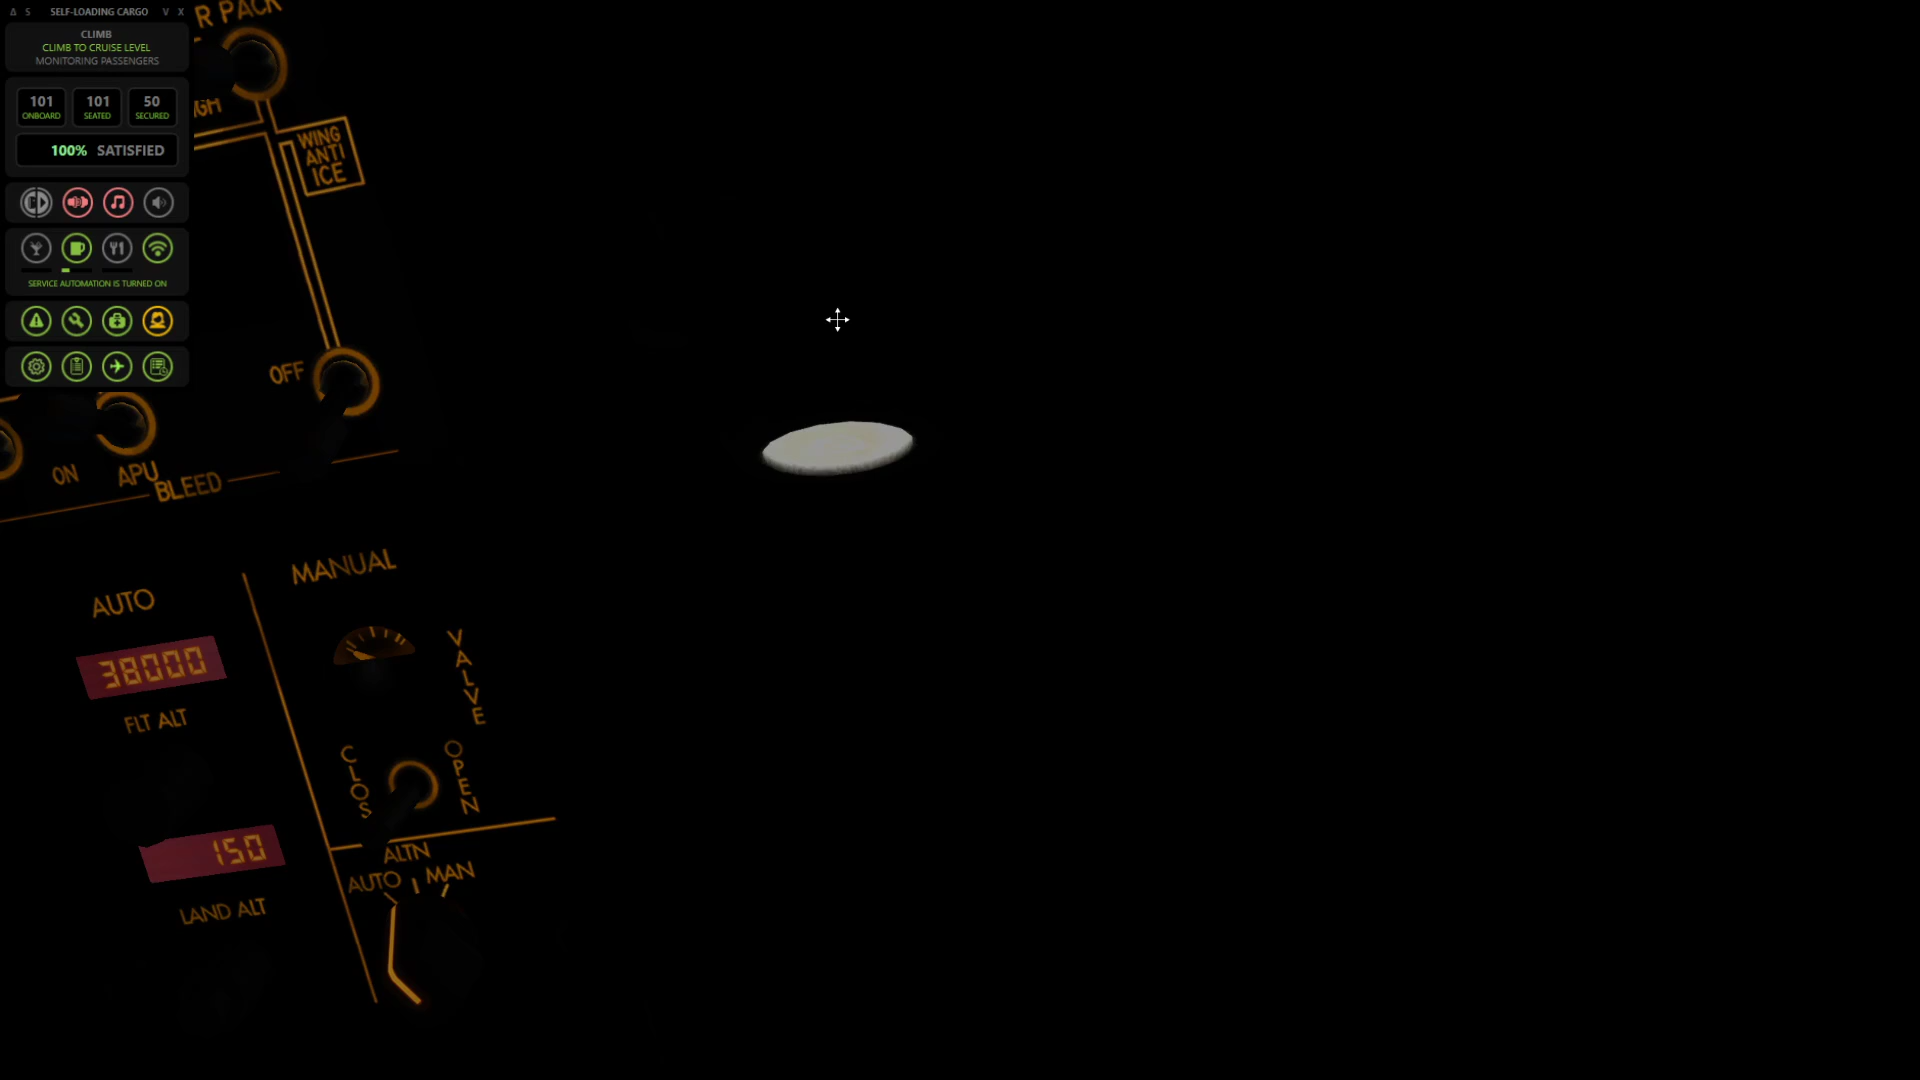 Δ S SELF-LOADING CARGO V X
CLIMB
CLIMB TO CRUISE LEVEL
MONITORING PASSENGERS
101 101 50
ONBOARD SEATED SECURED
100% SATISFIED
SERVICE AUTOMATION IS TURNED ON
R PACK
IGH
WING
ANTI
ICE
OFF
ON APU
BLEED
AUTO
MANUAL
38000
FLT ALT
VALVE
CLOS
OPEN
150
LAND ALT
ALTN
AUTO MAN